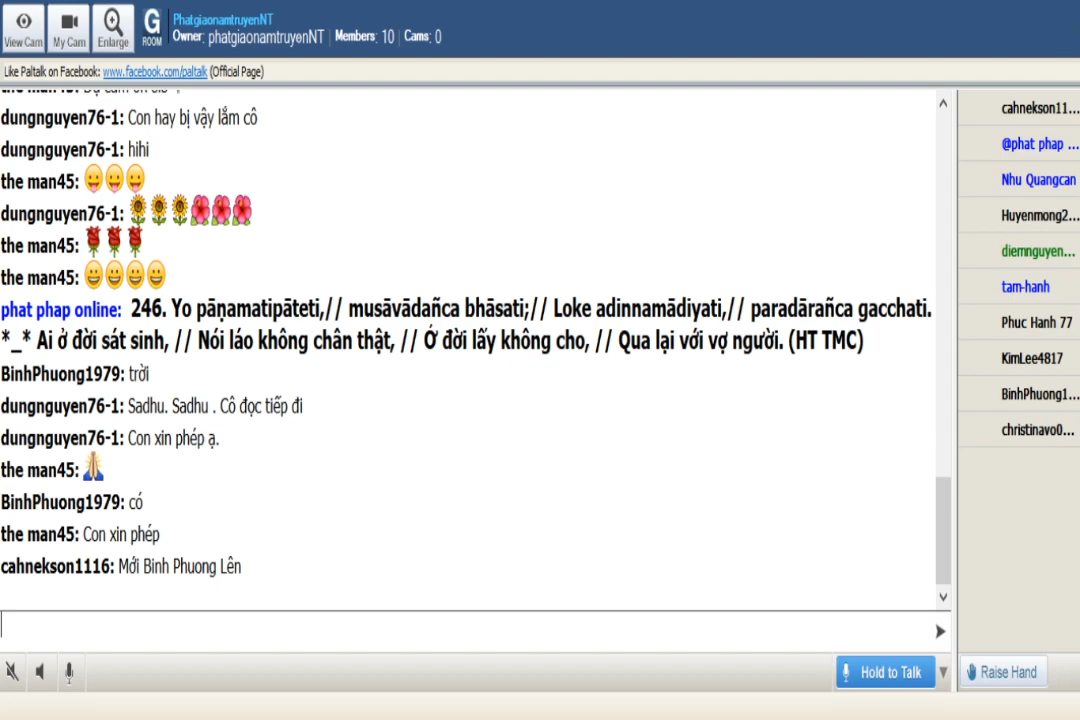 PhatgiaonamtruyenNT
Owner: phatgiaonamtruyenNT | Members: 10 | Cams: 0
View Cam
My Cam
Enlarge
G
ROOM
Like Paltalk on Facebook: www.facebook.com/paltalk (Official Page)
dungnguyen76-1: Con hay bị vậy lắm cô
dungnguyen76-1: hihi
the man45:
dungnguyen76-1:
the man45:
the man45:
phat phap online: 246. Yo pāṇamatipāteti,// musāvādañca bhāsati;// Loke adinnamādiyati,// paradārañca gacchati.
*_* Ai ở đời sát sinh, // Nói láo không chân thật, // Ở đời lấy không cho, // Qua lại với vợ người. (HT TMC)
BinhPhuong1979: trời
dungnguyen76-1: Sadhu. Sadhu . Cô đọc tiếp đi
dungnguyen76-1: Con xin phép ạ.
the man45:
BinhPhuong1979: có
the man45: Con xin phép
cahnekson1116: Mới Binh Phuong Lên
cahnekson11...
@phat phap ...
Nhu Quangcan
Huyenmong2...
diemnguyen...
tam-hanh
Phuc Hanh 77
KimLee4817
BinhPhuong1...
christinavo0...
Hold to Talk
Raise Hand